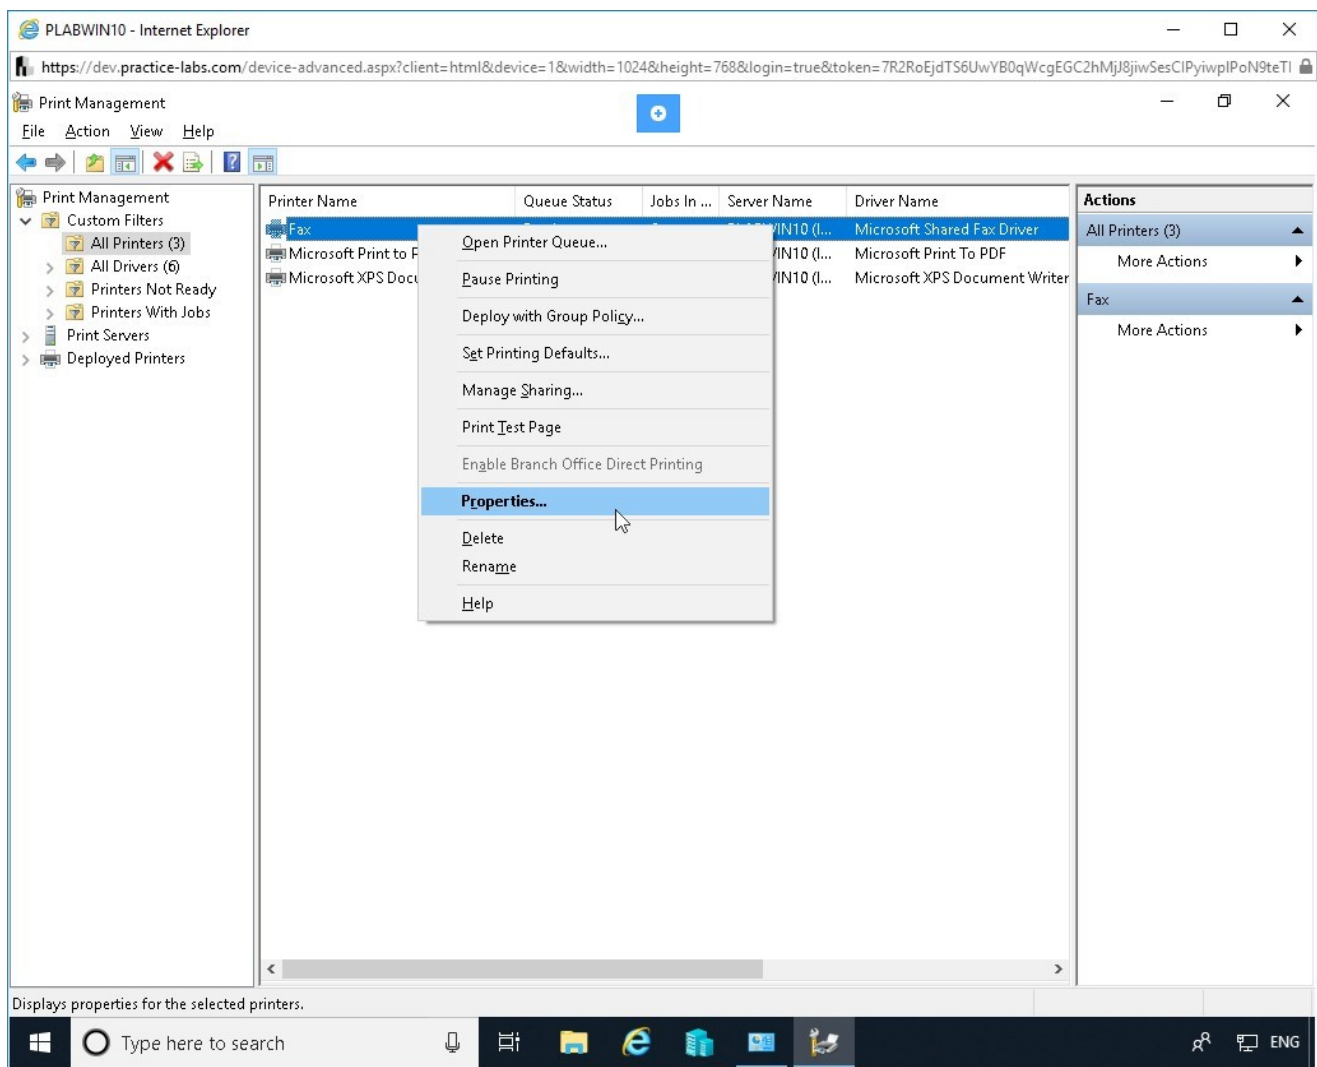 PLABWIN10 - Internet Explorer
https://dev.practice-labs.com/device-advanced.aspx?client=html&device=1&width=1024&height=768&login=true&token=7R2RoEjdTS6UwYB0qWcgEGC2hMjJ8jiwSesClPyiwplPoN9teTl
Print Management
File Action View Help
Print Management
Custom Filters
All Printers (3)
All Drivers (6)
Printers Not Ready
Printers With Jobs
Print Servers
Deployed Printers
Printer Name Queue Status Jobs In ... Server Name Driver Name
Fax Microsoft Shared Fax Driver
Microsoft Print to (I... Microsoft Print To PDF
Microsoft XPS (I... Microsoft XPS Document Writer
Open Printer Queue...
Pause Printing
Deploy with Group Policy...
Set Printing Defaults...
Manage Sharing...
Print Test Page
Enable Branch Office Direct Printing
Properties...
Delete
Rename
Help
Actions
All Printers (3)
More Actions
Fax
More Actions
Displays properties for the selected printers.
Type here to search
ENG